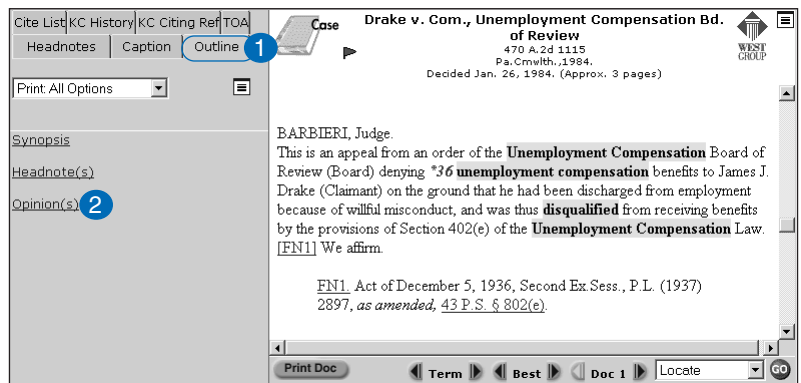 Cite List KC History KC Citing Ref TOA
Headnotes Caption Outline 1
Print: All Options
Synopsis
Headnote(s)
Opinion(s) 2
Case
Drake v. Com., Unemployment Compensation Bd.
of Review
470 A.2d 1115
Pa.Cmwlth.,1984.
Decided Jan. 26, 1984. (Approx. 3 pages)
WEST
GROUP
BARBIERI, Judge.
This is an appeal from an order of the Unemployment Compensation Board of
Review (Board) denying *36 unemployment compensation benefits to James J.
Drake (Claimant) on the ground that he had been discharged from employment
because of willful misconduct, and was thus disqualified from receiving benefits
by the provisions of Section 402(e) of the Unemployment Compensation Law.
[FN1] We affirm.
FN1. Act of December 5, 1936, Second Ex.Sess., P.L. (1937)
2897, as amended, 43 P.S. § 802(e).
Print Doc Term Best Doc 1 Locate GO